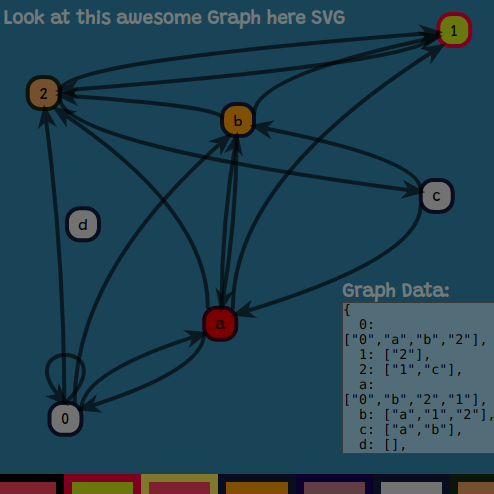 Look at this awesome Graph here SVG
1
2
b
c
d
a
0
Graph Data:
{
0:
["0","a","b","2"],
1: ["2"],
2: ["1","c"],
a:
["0","b","2","1"],
b: ["a","1","2"],
c: ["a","b"],
d: [],